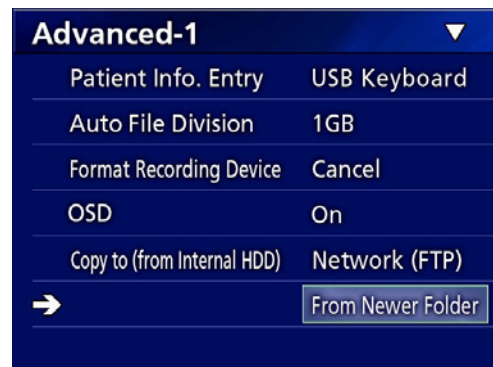 Advanced-1
Patient Info. Entry USB Keyboard
Auto File Division 1GB
Format Recording Device Cancel
OSD On
Copy to (from Internal HDD) Network (FTP)
From Newer Folder